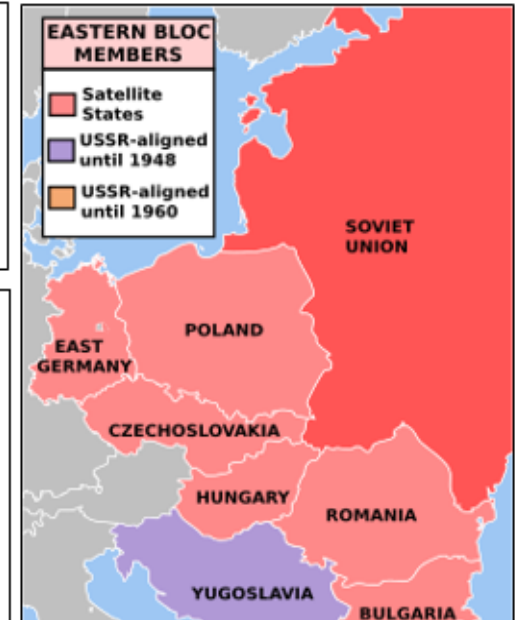 EASTERN BLOC
MEMBERS
Satellite
States
USSR-aligned
until 1948
USSR-aligned
until 1960
SOVIET
UNION
POLAND
EAST
GERMANY
CZECHOSLOVAKIA
HUNGARY
ROMANIA
YUGOSLAVIA
BULGARIA